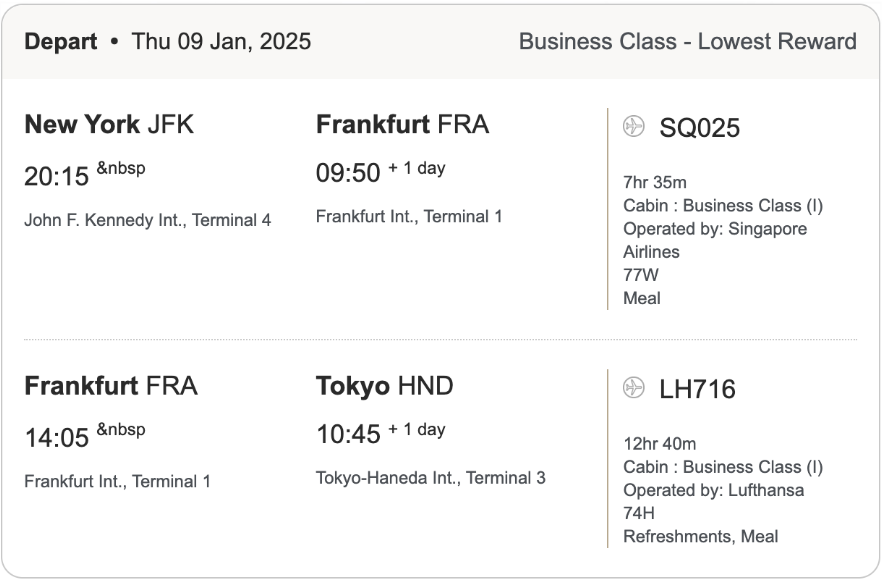 Depart • Thu 09 Jan, 2025 Business Class - Lowest Reward
New York JFK
20:15 &nbsp
John F. Kennedy Int., Terminal 4
Frankfurt FRA
09:50 + 1 day
Frankfurt Int., Terminal 1
SQ025
7hr 35m
Cabin : Business Class (I)
Operated by: Singapore
Airlines
77W
Meal
Frankfurt FRA
14:05 &nbsp
Frankfurt Int., Terminal 1
Tokyo HND
10:45 + 1 day
Tokyo-Haneda Int., Terminal 3
LH716
12hr 40m
Cabin : Business Class (I)
Operated by: Lufthansa
74H
Refreshments, Meal